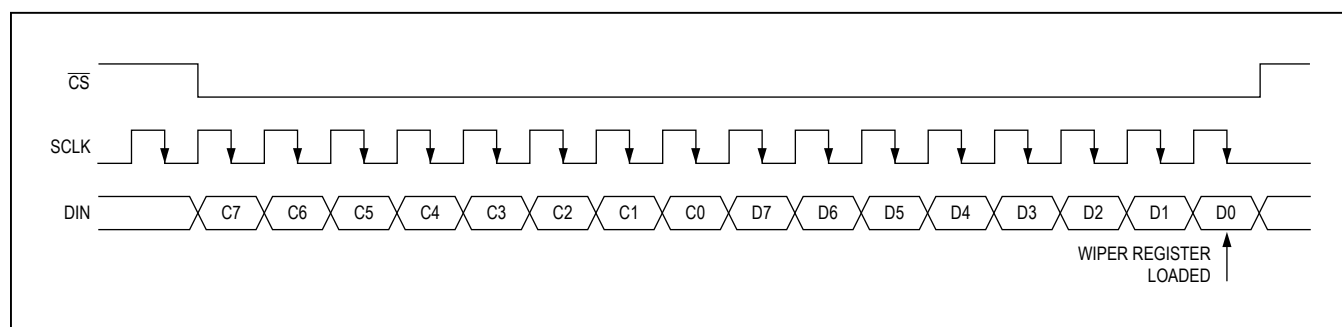 C̅S̅
SCLK
DIN C7 C6 C5 C4 C3 C2 C1 C0 D7 D6 D5 D4 D3 D2 D1 D0
WIPER REGISTER
LOADED